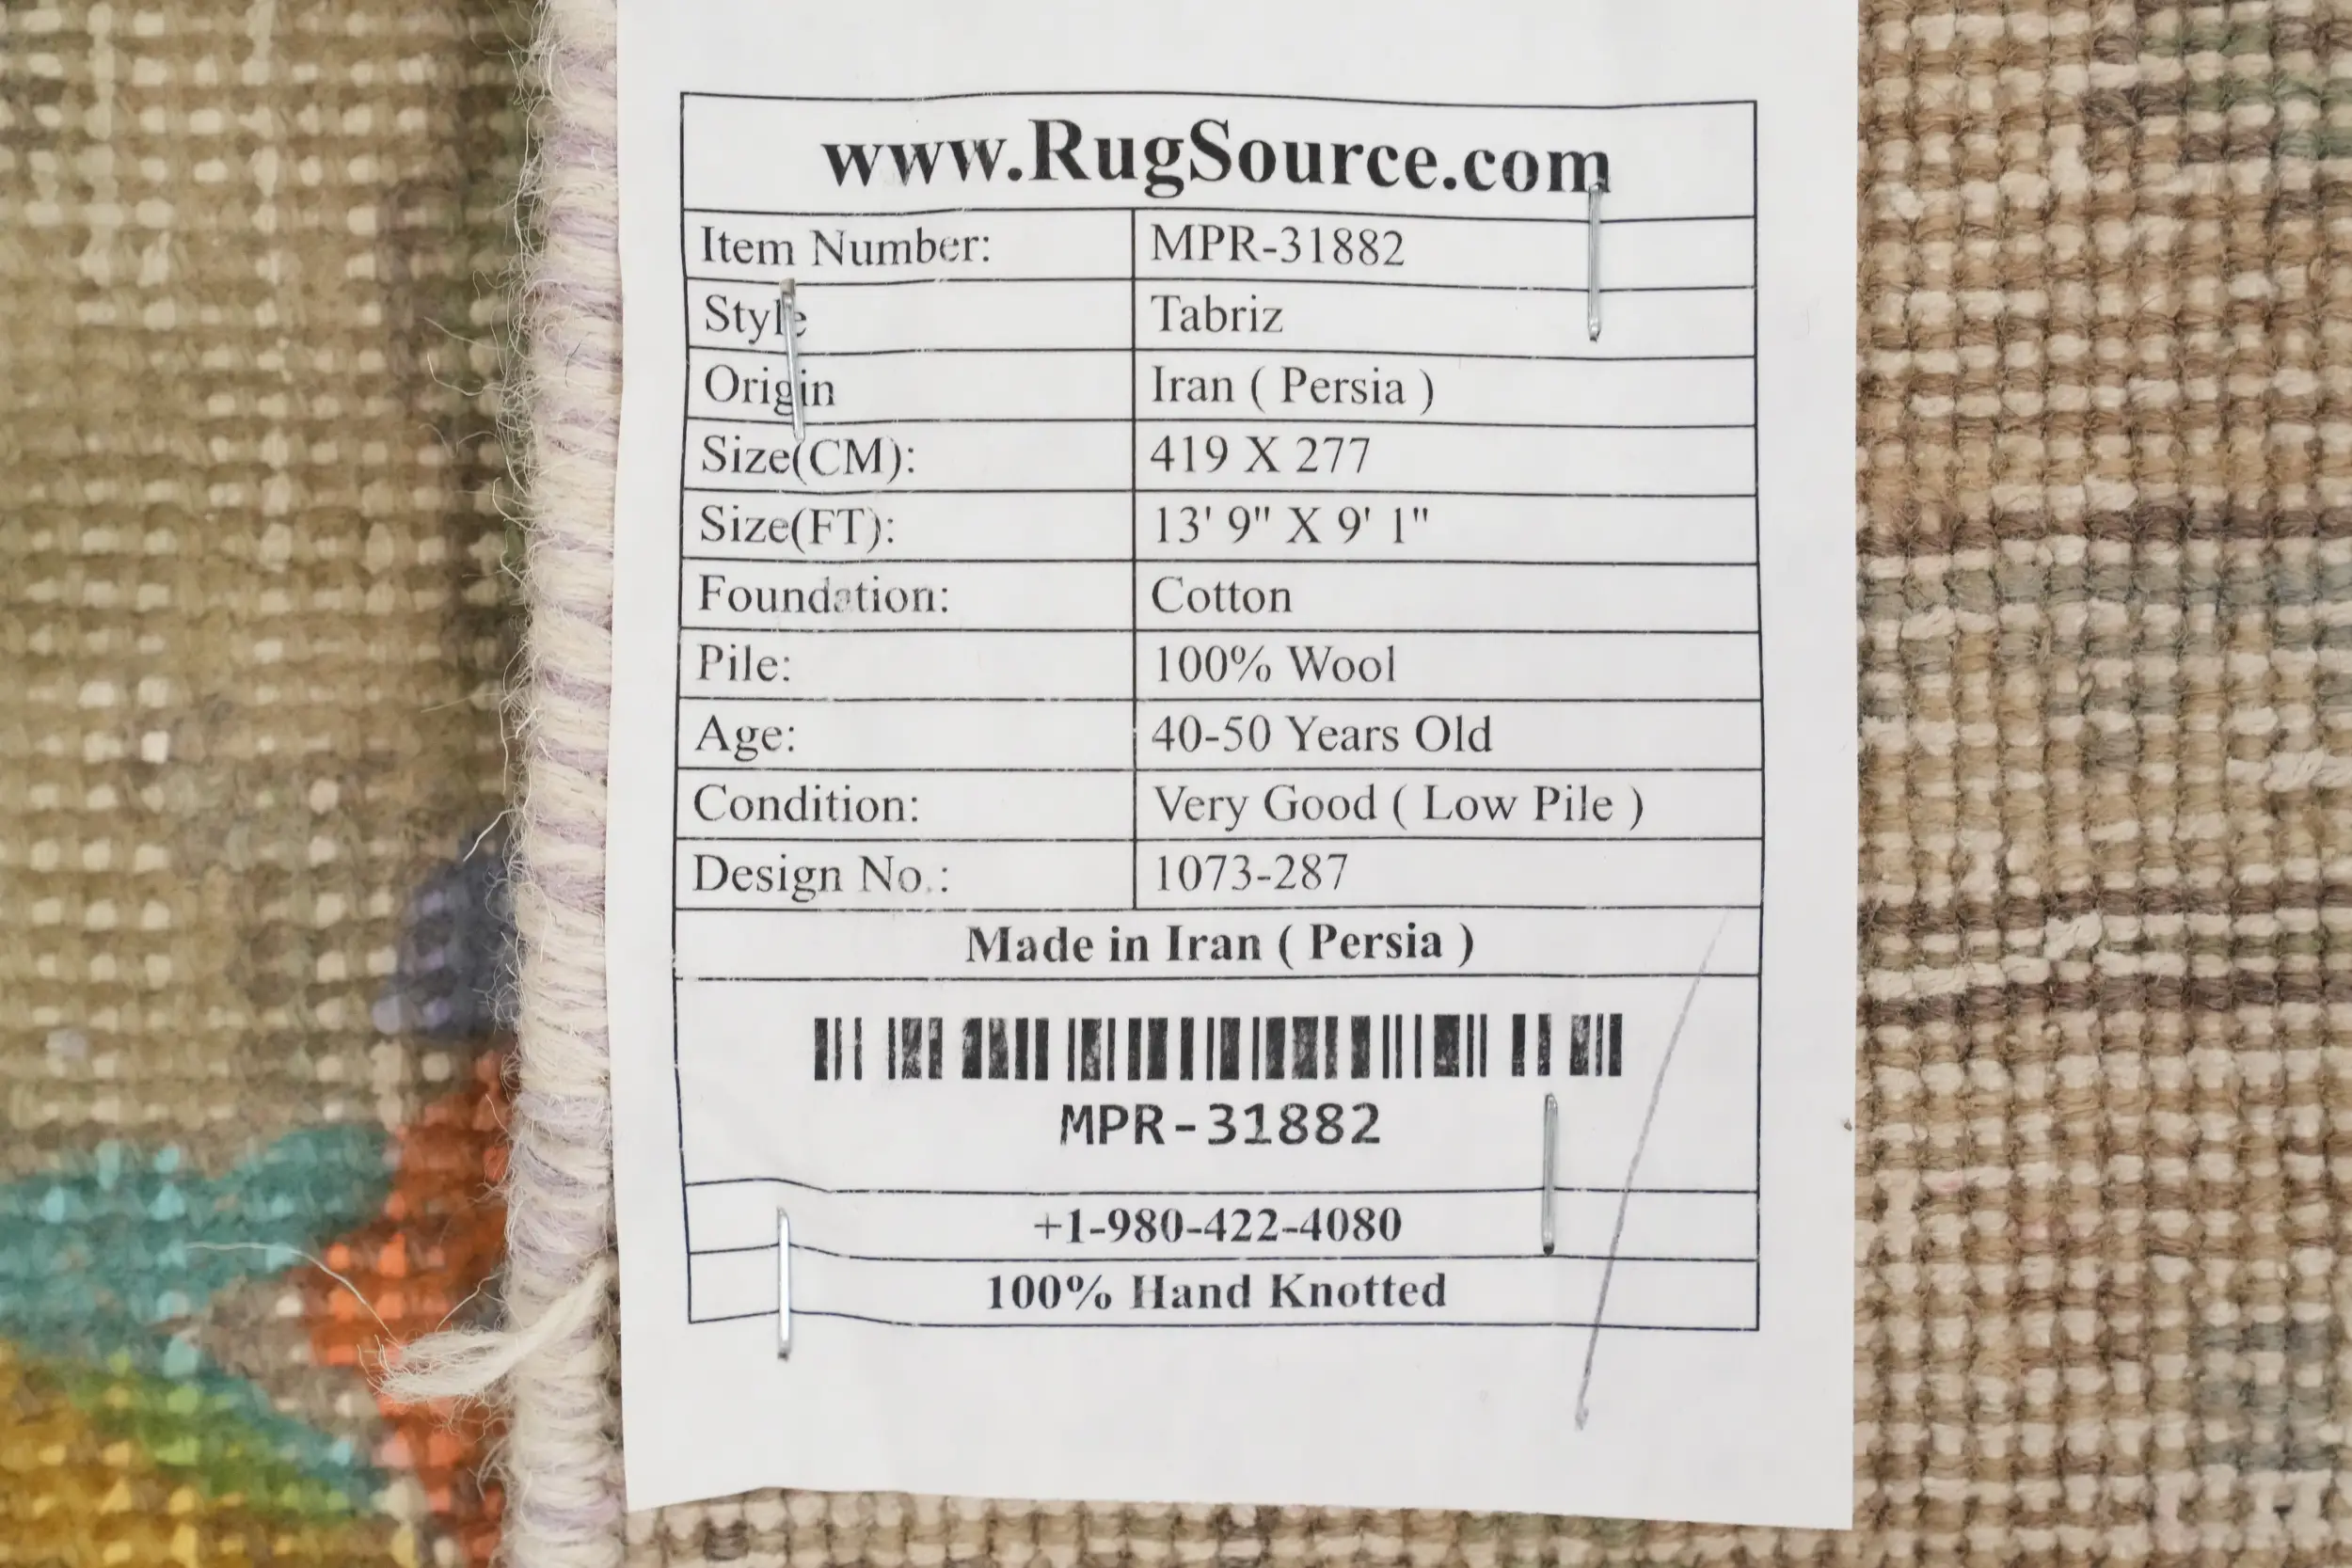 www.RugSource.com
Item Number: MPR-31882
Style Tabriz
Origin Iran ( Persia )
Size(CM): 419 X 277
Size(FT): 13' 9" X 9' 1"
Foundation: Cotton
Pile: 100% Wool
Age: 40-50 Years Old
Condition: Very Good ( Low Pile )
Design No.: 1073-287
Made in Iran ( Persia )
MPR-31882
+1-980-422-4080
100% Hand Knotted